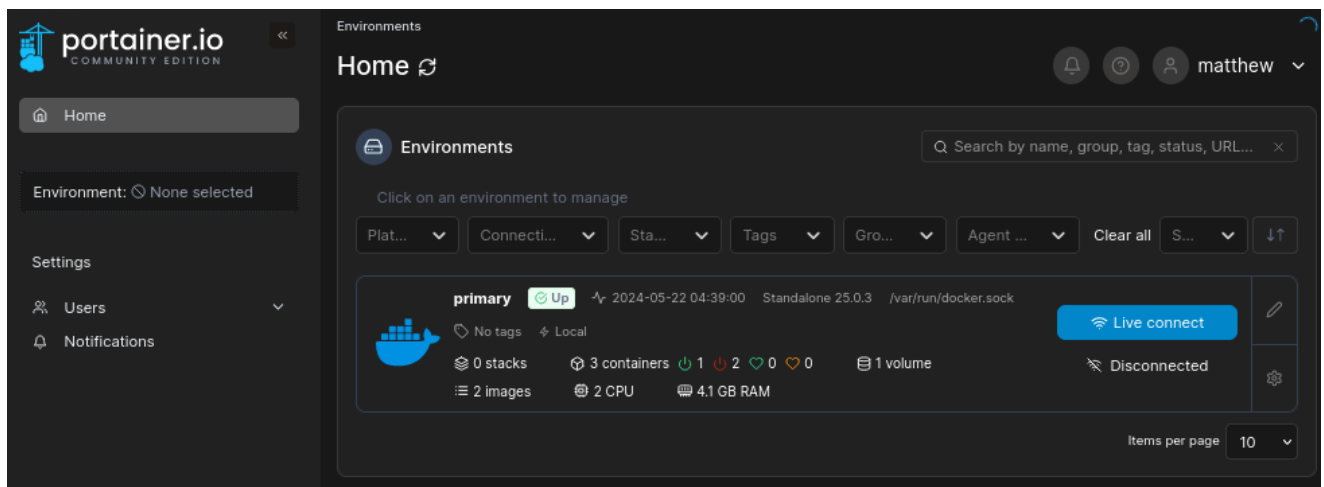 portainer.io
COMMUNITY EDITION
«
Home
Environment: None selected
Settings
Users
Notifications
Environments
Home
matthew
Environments
Search by name, group, tag, status, URL...
Click on an environment to manage
Plat...
Connecti...
Sta...
Tags
Gro...
Agent ...
Clear all
S...
primary Up 2024-05-22 04:39:00 Standalone 25.0.3 /var/run/docker.sock
No tags Local
0 stacks 3 containers 1 2 0 0 1 volume
2 images 2 CPU 4.1 GB RAM
Live connect
Disconnected
Items per page 10